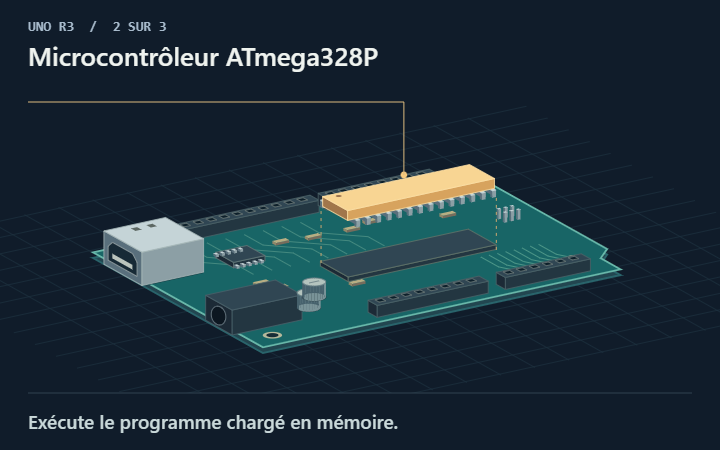 UNO R3 / 2 SUR 3
Microcontrôleur ATmega328P
Exécute le programme chargé en mémoire.